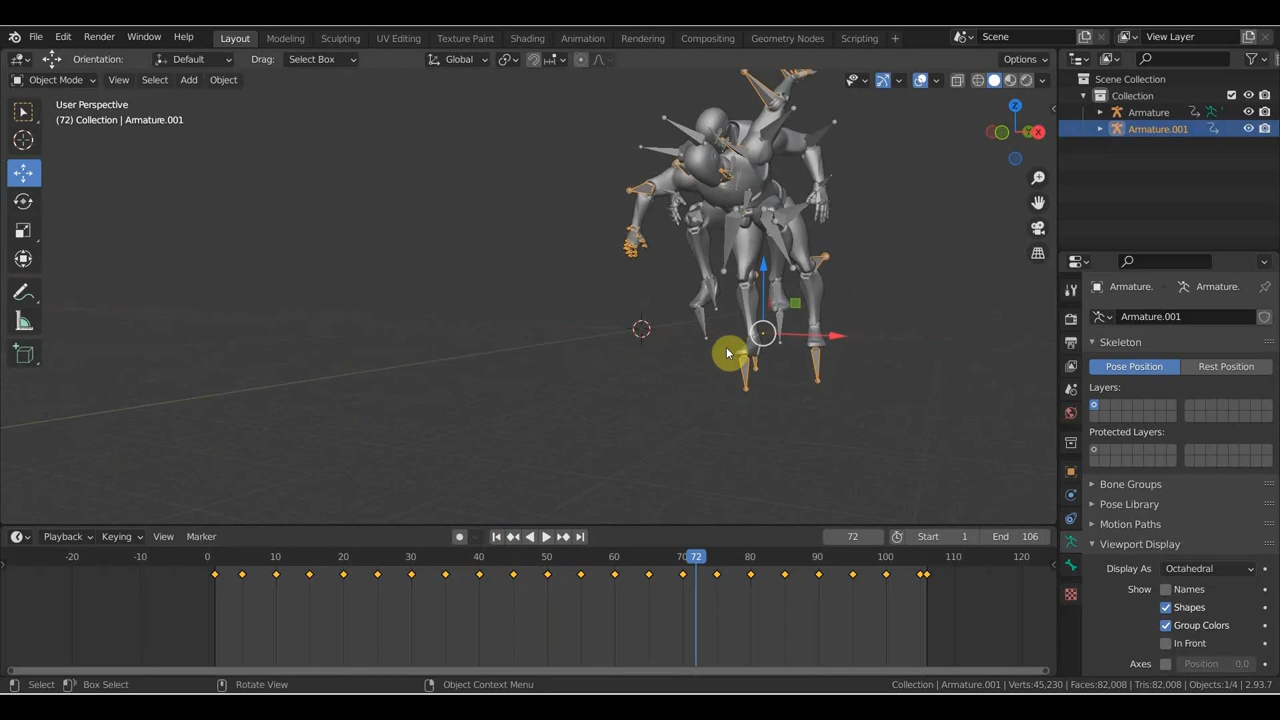 File Edit Render Window Help Layout Modeling Sculpting UV Editing Texture Paint Shading Animation Rendering Compositing Geometry Nodes Scripting + Scene View Layer
Orientation: Default Drag: Select Box Global Options
Object Mode View Select Add Object
User Perspective
(72) Collection | Armature.001
Z
Y
X
Scene Collection
Collection
Armature
Armature.001
Armature. Armature.
Armature.001
Skeleton
Pose Position Rest Position
Layers:
Protected Layers:
Bone Groups
Pose Library
Motion Paths
Viewport Display
Display As Octahedral
Show Names
Shapes
Group Colors
In Front
Axes Position 0.0
Playback Keying View Marker 72 Start 1 End 106
-20 -10 0 10 20 30 40 50 60 70 72 80 90 100 110 120
Select Box Select Rotate View Object Context Menu Collection | Armature.001 | Verts:45,230 | Faces:82,008 | Tris:82,008 | Objects:1/4 | 2.93.7